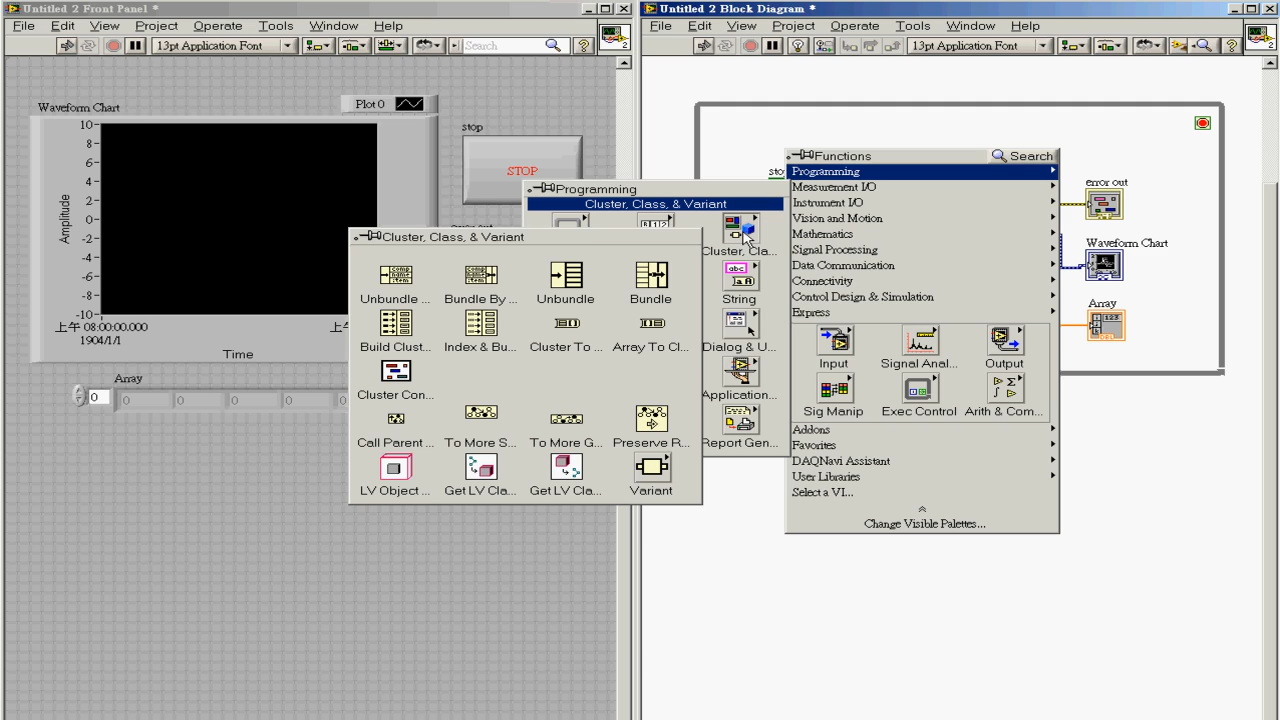 Untitled 2 Front Panel *
File Edit View Project Operate Tools Window Help
13pt Application Font
Search
2
Waveform Chart
Plot 0
Amplitude
10
8
6
4
2
0
-2
-4
-6
-8
-10
上午 08:00:00.000
1904/1/1
上午
Time
stop
STOP
Array
0
0 0 0 0
Untitled 2 Block Diagram *
File Edit View Project Operate Tools Window Help
13pt Application Font
2
sto
error out
Waveform Chart
Array
Functions
Search
Programming
Measurement I/O
Instrument I/O
Vision and Motion
Mathematics
Signal Processing
Data Communication
Connectivity
Control Design & Simulation
Express
Input
Signal Anal...
Output
Sig Manip
Exec Control
Arith & Com...
Addons
Favorites
DAQNavi Assistant
User Libraries
Select a VI...
Change Visible Palettes...
Programming
Cluster, Class, & Variant
Cluster, Cla...
String
Dialog & U...
Application...
Report Gen...
Cluster, Class, & Variant
Unbundle ...
Bundle By ...
Unbundle
Bundle
Build Clust...
Index & Bu...
Cluster To ...
Array To Cl...
Cluster Con...
Call Parent ...
To More S...
To More G...
Preserve R...
LV Object ...
Get LV Cla...
Get LV Cla...
Variant